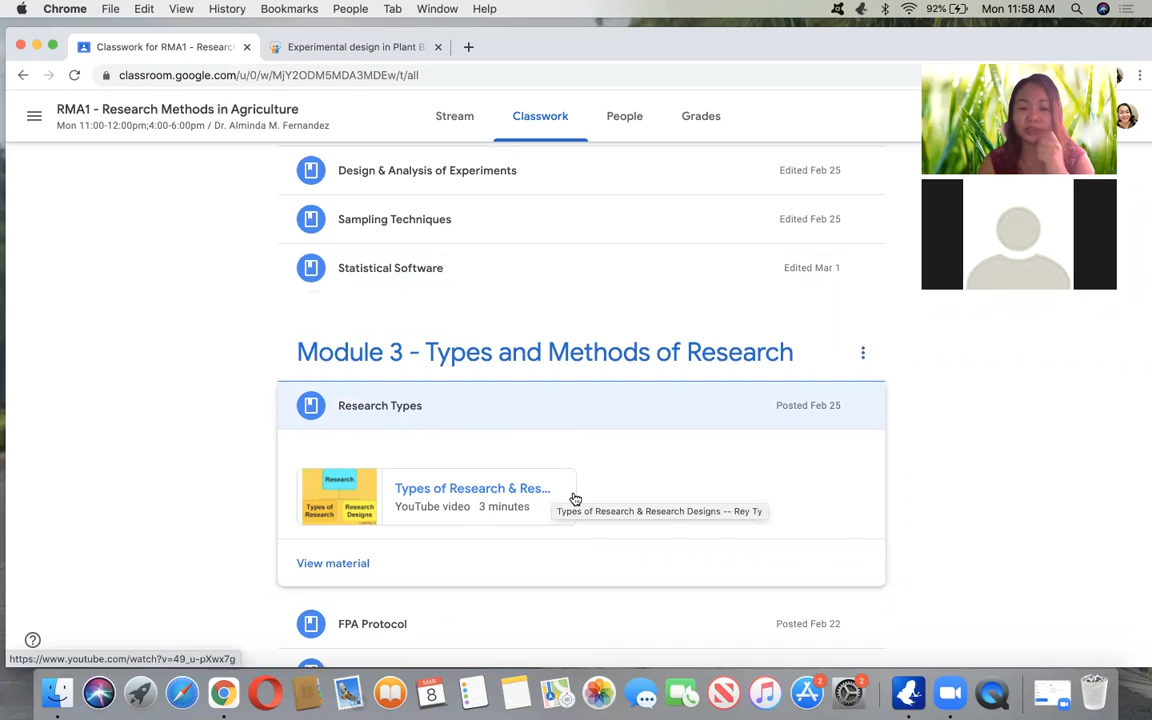 Chrome File Edit View History Bookmarks People Tab Window Help 92% Mon 11:58 AM
Classwork for RMA1 - Researc Experimental design in Plant B
classroom.google.com/u/0/w/MjY2ODM5MDA3MDEw/t/all
RMA1 - Research Methods in Agriculture
Mon 11:00-12:00pm;4:00-6:00pm / Dr. Alminda M. Fernandez
Stream Classwork People Grades
Design & Analysis of Experiments Edited Feb 25
Sampling Techniques Edited Feb 25
Statistical Software Edited Mar 1
Module 3 - Types and Methods of Research
Research Types Posted Feb 25
Research
Types of Research
Research Designs
Types of Research & Res...
YouTube video 3 minutes
Types of Research & Research Designs -- Rey Ty
View material
FPA Protocol Posted Feb 22
https://www.youtube.com/watch?v=49_u-pXwx7g
MAR
8
2
2